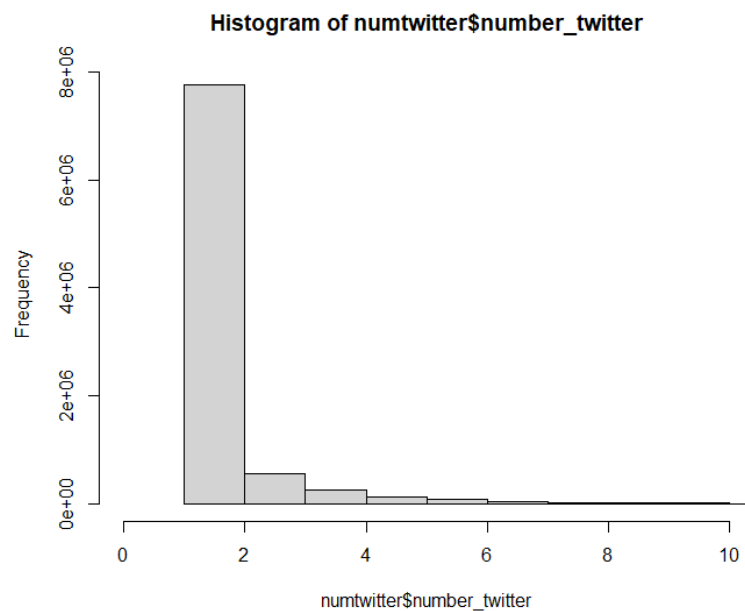 Histogram of numtwitter$number_twitter
8e+06
6e+06
4e+06
2e+06
0e+00
Frequency
0 2 4 6 8 10
numtwitter$number_twitter